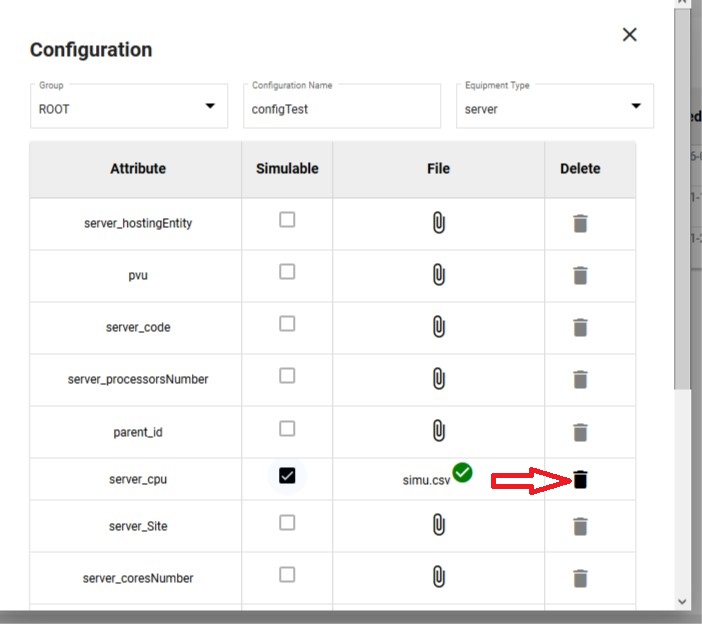 Configuration
Group
ROOT
Configuration Name
configTest
Equipment Type
server
Attribute Simulable File Delete
server_hostingEntity
pvu
server_code
server_processorsNumber
parent_id
server_cpu simu.csv
server_Site
server_coresNumber